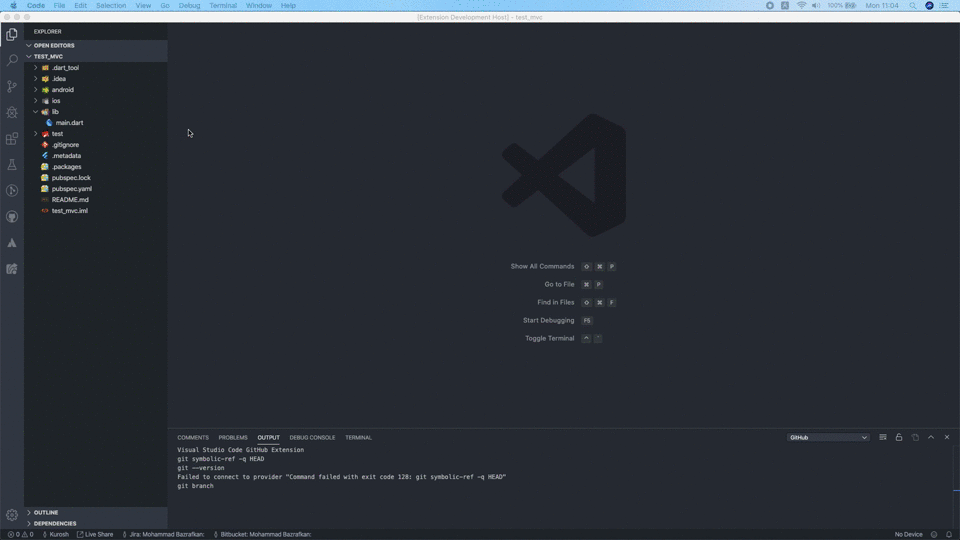 Code File Edit Selection View Go Debug Terminal Window Help 100% Mon 11:04
[Extension Development Host] - test_mvc
EXPLORER
OPEN EDITORS
TEST_MVC
.dart_tool
.idea
android
ios
lib
main.dart
test
.gitignore
.metadata
.packages
pubspec.lock
pubspec.yaml
README.md
test_mvc.iml
Show All Commands ⇧ ⌘ P
Go to File ⌘ P
Find in Files ⇧ ⌘ F
Start Debugging F5
Toggle Terminal ⌃ `
COMMENTS PROBLEMS OUTPUT DEBUG CONSOLE TERMINAL GitHub
Visual Studio Code GitHub Extension
git symbolic-ref -q HEAD
git --version
Failed to connect to provider "Command failed with exit code 128: git symbolic-ref -q HEAD"
git branch
OUTLINE
DEPENDENCIES
0 0 Kurosh Live Share Jira: Mohammad Bazrafkan: Bitbucket: Mohammad Bazrafkan: No Device